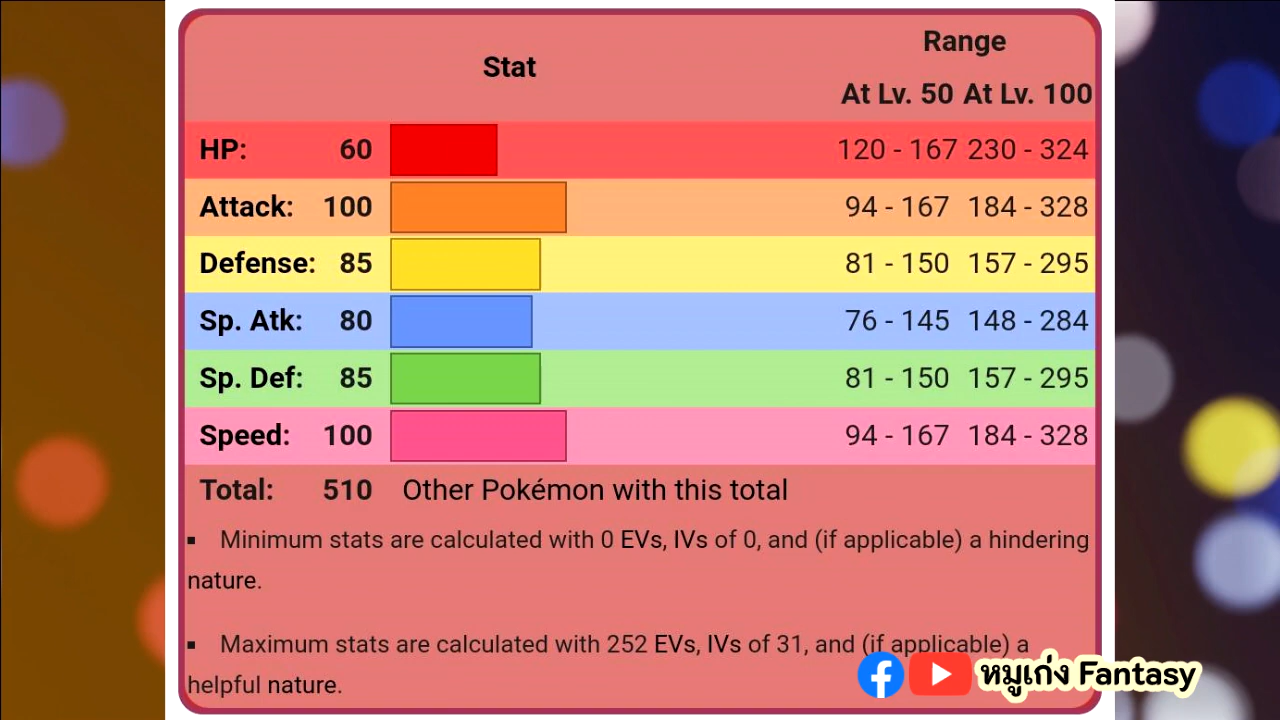 Stat
Range
At Lv. 50 At Lv. 100
HP: 60 120 - 167 230 - 324
Attack: 100 94 - 167 184 - 328
Defense: 85 81 - 150 157 - 295
Sp. Atk: 80 76 - 145 148 - 284
Sp. Def: 85 81 - 150 157 - 295
Speed: 100 94 - 167 184 - 328
Total: 510 Other Pokémon with this total
▪ Minimum stats are calculated with 0 EVs, IVs of 0, and (if applicable) a hindering
nature.
▪ Maximum stats are calculated with 252 EVs, IVs of 31, and (if applicable) a
helpful nature.
หมูเก่ง Fantasy